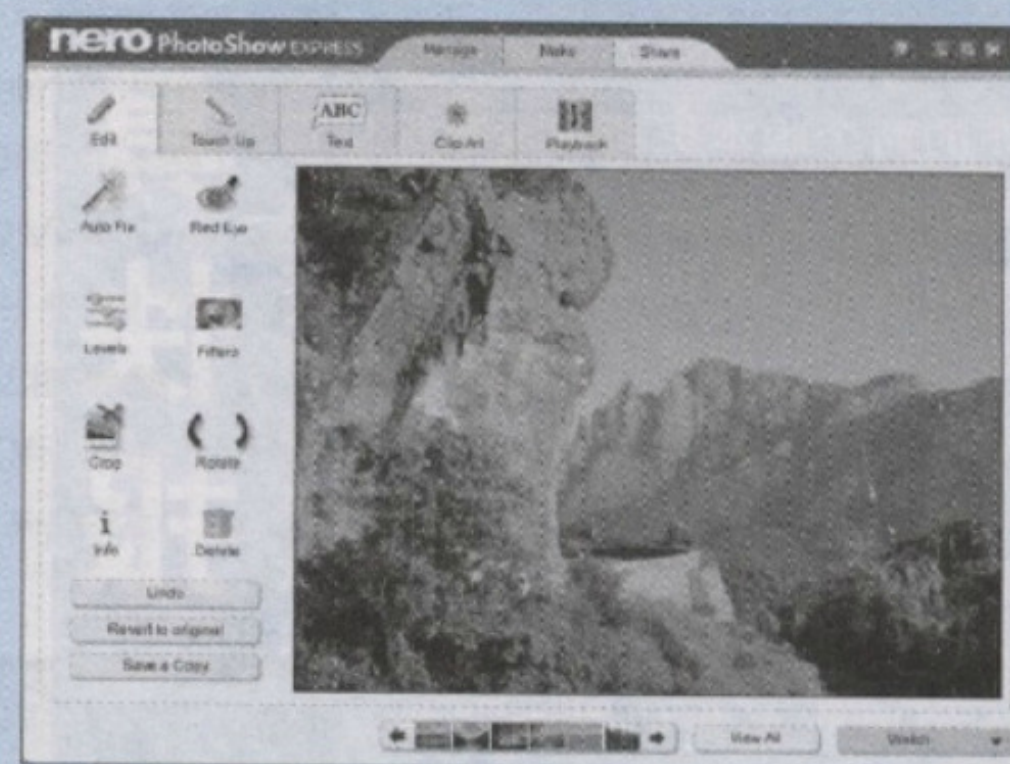 nero PhotoShow EXPRESS
Manage Make Share
Edit Touch Up Text Clip Art Playback
ABC
Auto Fix Red Eye
Levels Filters
Crop Rotate
i
Info Delete
Undo
Revert to original
Save a Copy
View All Watch